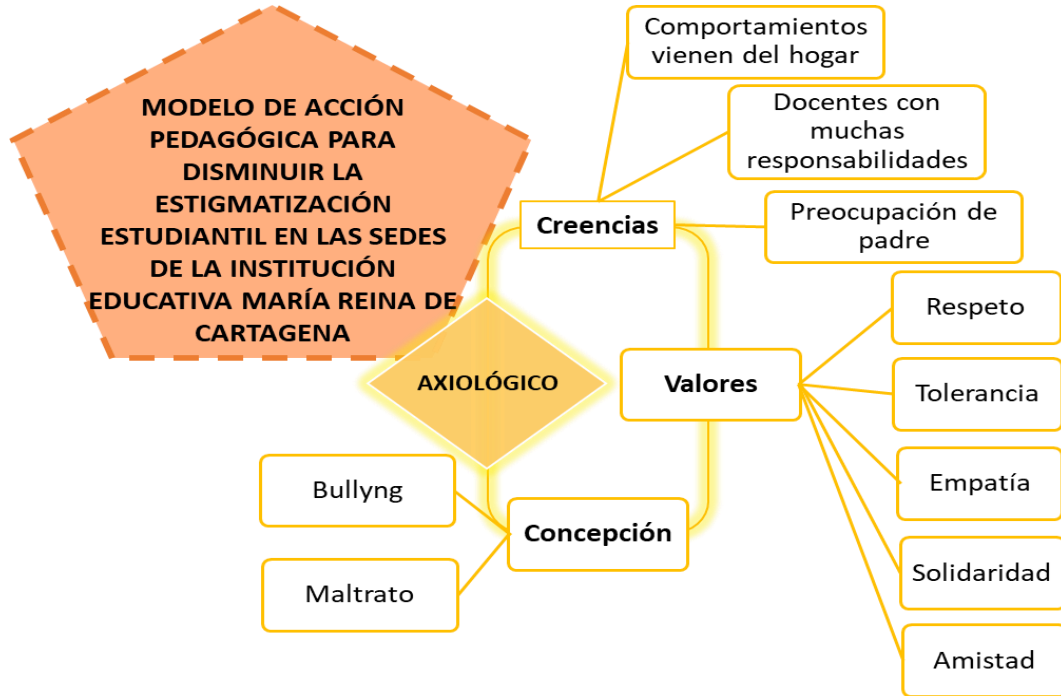 MODELO DE ACCIÓN
PEDAGÓGICA PARA
DISMINUIR LA
ESTIGMATIZACIÓN
ESTUDIANTIL EN LAS SEDES
DE LA INSTITUCIÓN
EDUCATIVA MARÍA REINA DE
CARTAGENA
Comportamientos
vienen del hogar
Docentes con
muchas
responsabilidades
Creencias
Preocupación de
padre
AXIOLÓGICO
Valores
Respeto
Tolerancia
Empatía
Solidaridad
Amistad
Concepción
Bullyng
Maltrato